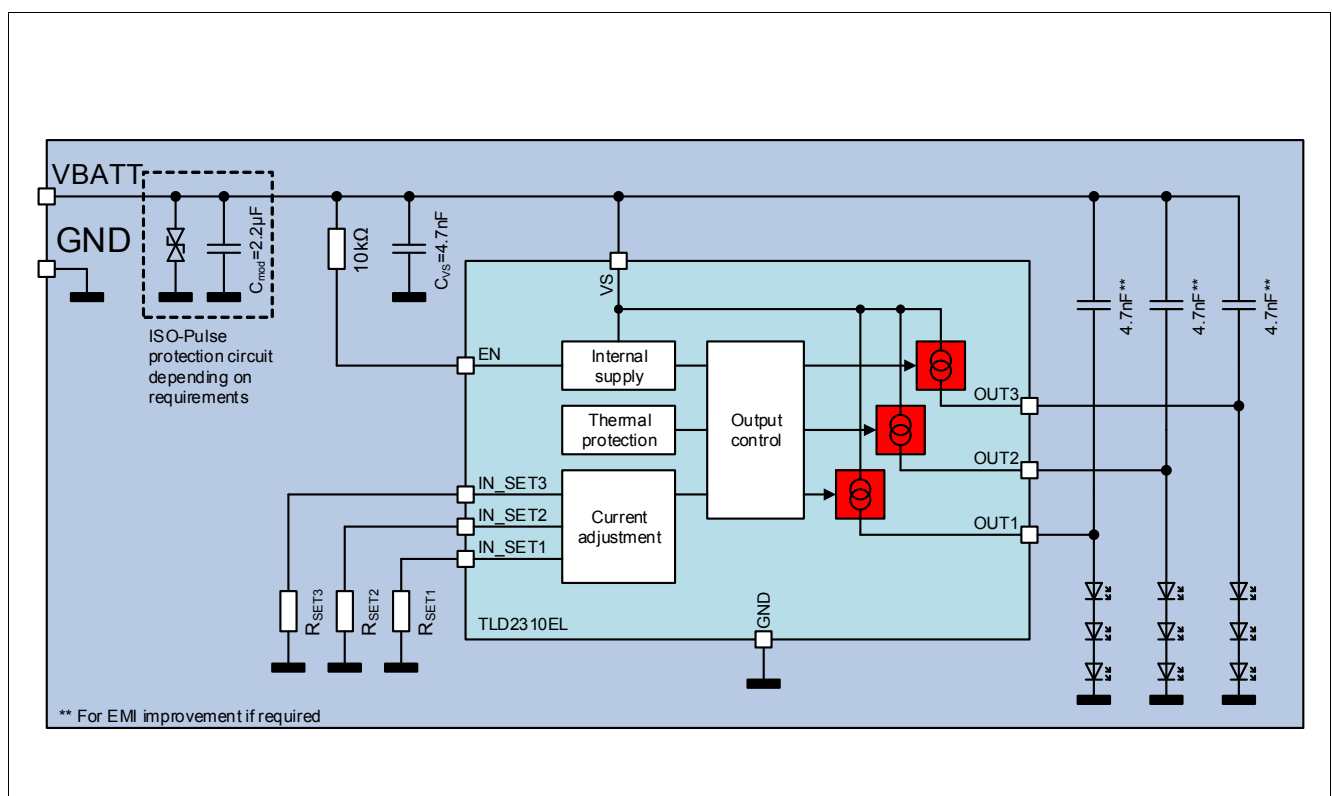 VBATT
GND
Cmod=2.2µF
10kΩ
CVS=4.7nF
ISO-Pulse
protection circuit
depending on
requirements
VS
EN
Internal
supply
Thermal
protection
Output
control
IN_SET3
IN_SET2
IN_SET1
Current
adjustment
OUT3
OUT2
OUT1
4.7nF**
4.7nF**
4.7nF**
RSET3
RSET2
RSET1
TLD2310EL
GND
** For EMI improvement if required